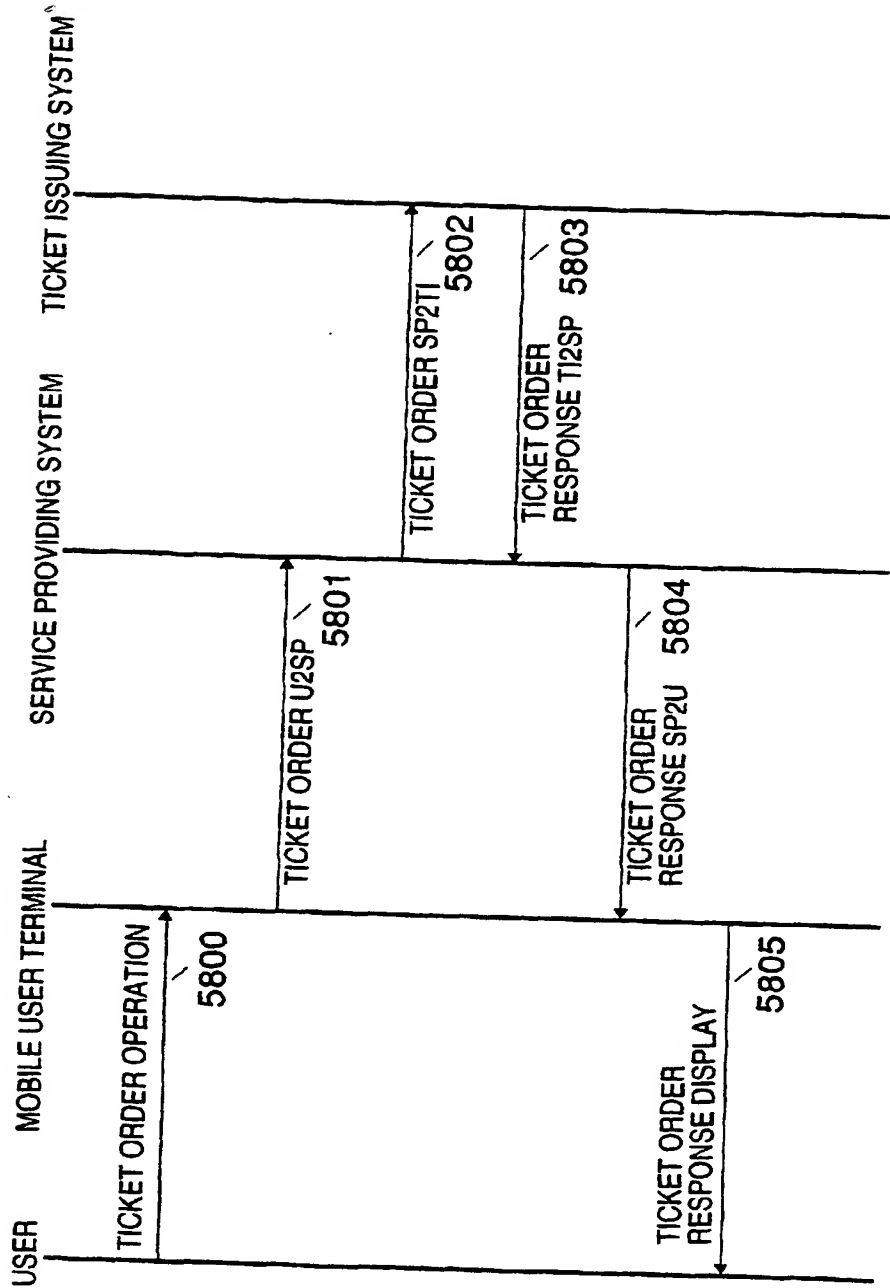 USER
MOBILE USER TERMINAL
SERVICE PROVIDING SYSTEM
TICKET ISSUING SYSTEM
TICKET ORDER OPERATION
5800
TICKET ORDER U2SP
5801
TICKET ORDER SP2TI
5802
TICKET ORDER
RESPONSE TI2SP
5803
TICKET ORDER
RESPONSE SP2U
5804
TICKET ORDER
RESPONSE DISPLAY
5805